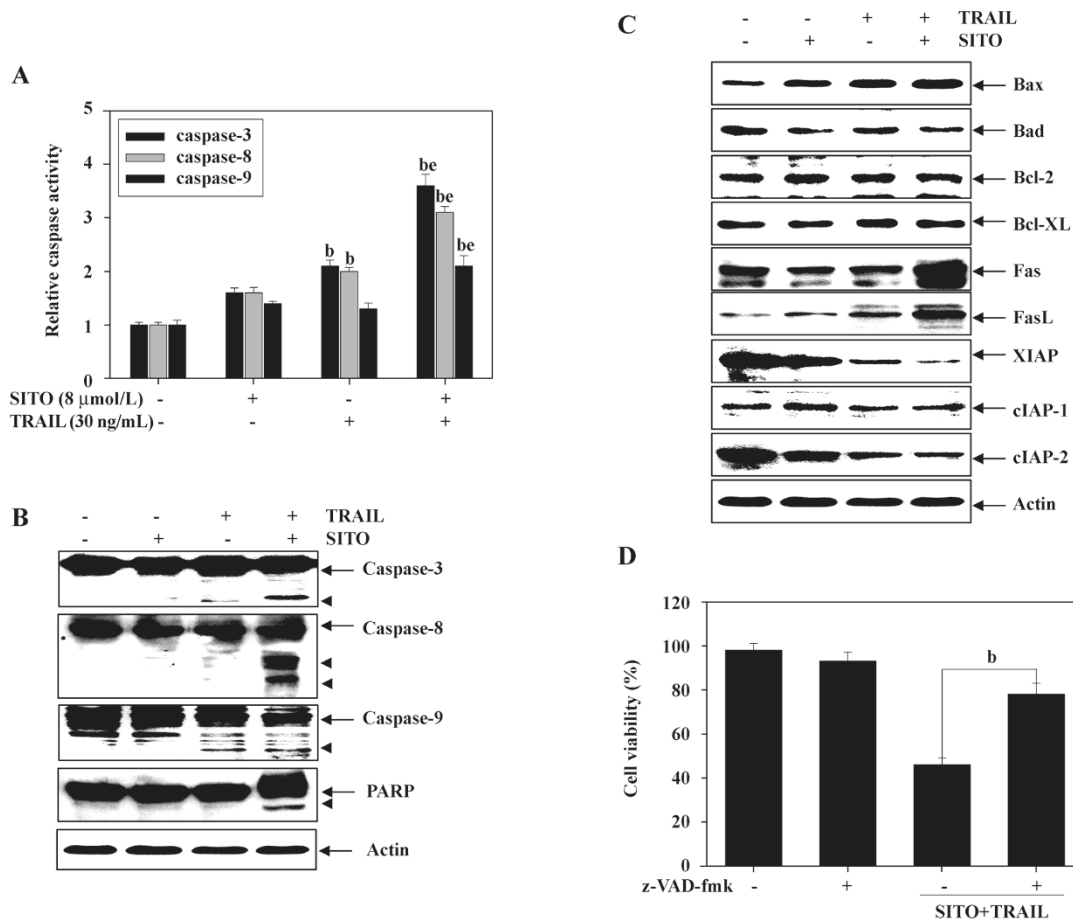 A
Relative caspase activity
5
4
3
2
1
0
caspase-3
caspase-8
caspase-9
b b
be
be
be
SITO (8 μmol/L) - + - +
TRAIL (30 ng/mL) - - + +
B
- - + + TRAIL
- + - + SITO
Caspase-3
Caspase-8
Caspase-9
PARP
Actin
C
- - + + TRAIL
- + - + SITO
Bax
Bad
Bcl-2
Bcl-XL
Fas
FasL
XIAP
cIAP-1
cIAP-2
Actin
D
Cell viability (%)
120
100
80
60
40
20
0
b
z-VAD-fmk - + - +
SITO+TRAIL